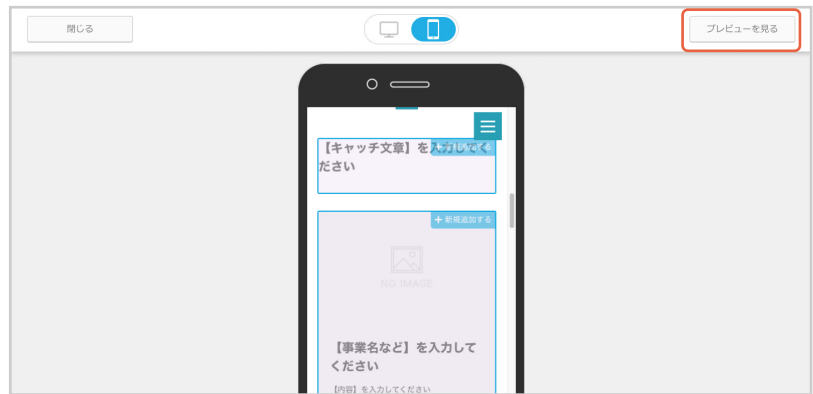 閉じる
プレビューを見る
【キャッチ文章】を入力してく
ださい
+ 新規追加する
NO IMAGE
【事業名など】を入力して
ください
【内容】を入力してください